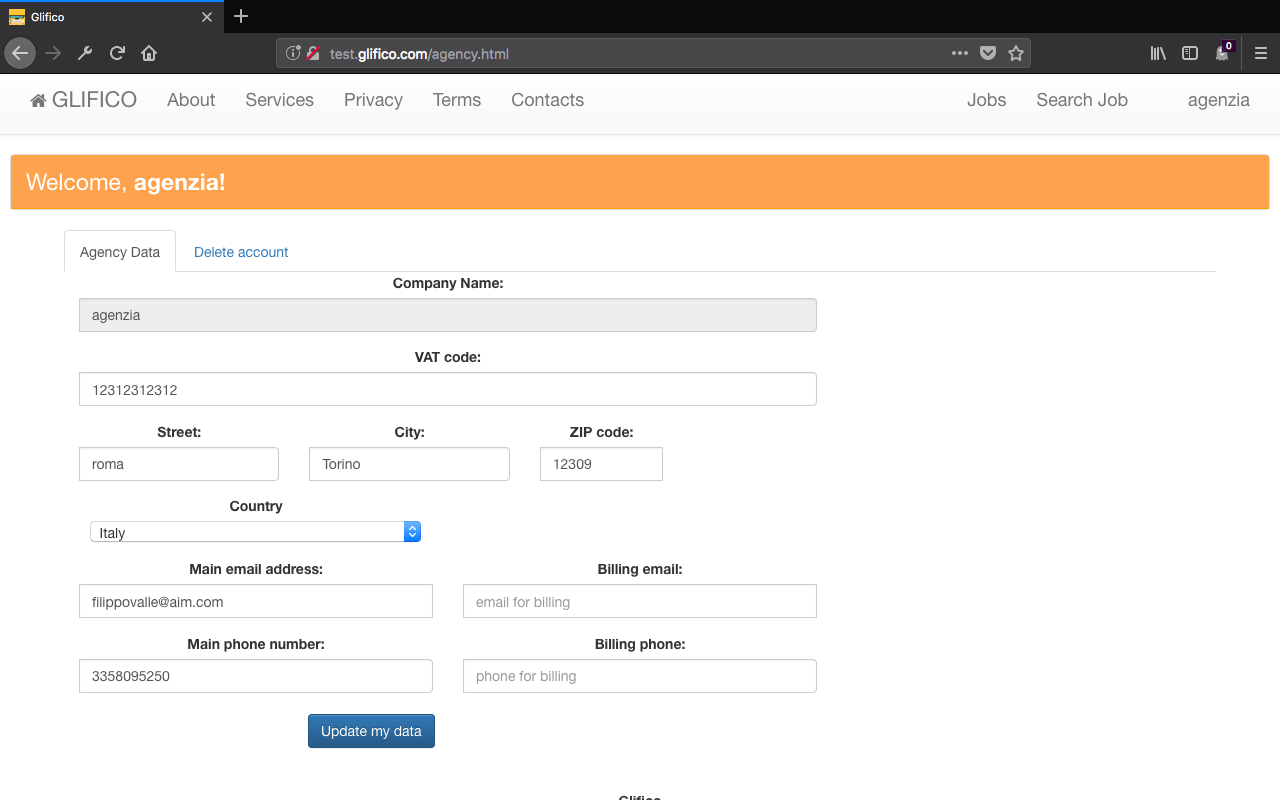 Glifico
test.glifico.com/agency.html
0
GLIFICO About Services Privacy Terms Contacts Jobs Search Job agenzia
Welcome, agenzia!
Agency Data Delete account
Company Name:
agenzia
VAT code:
12312312312
Street: City: ZIP code:
roma Torino 12309
Country
Italy
Main email address: Billing email:
filippovalle@aim.com email for billing
Main phone number: Billing phone:
3358095250 phone for billing
Update my data
Glifico